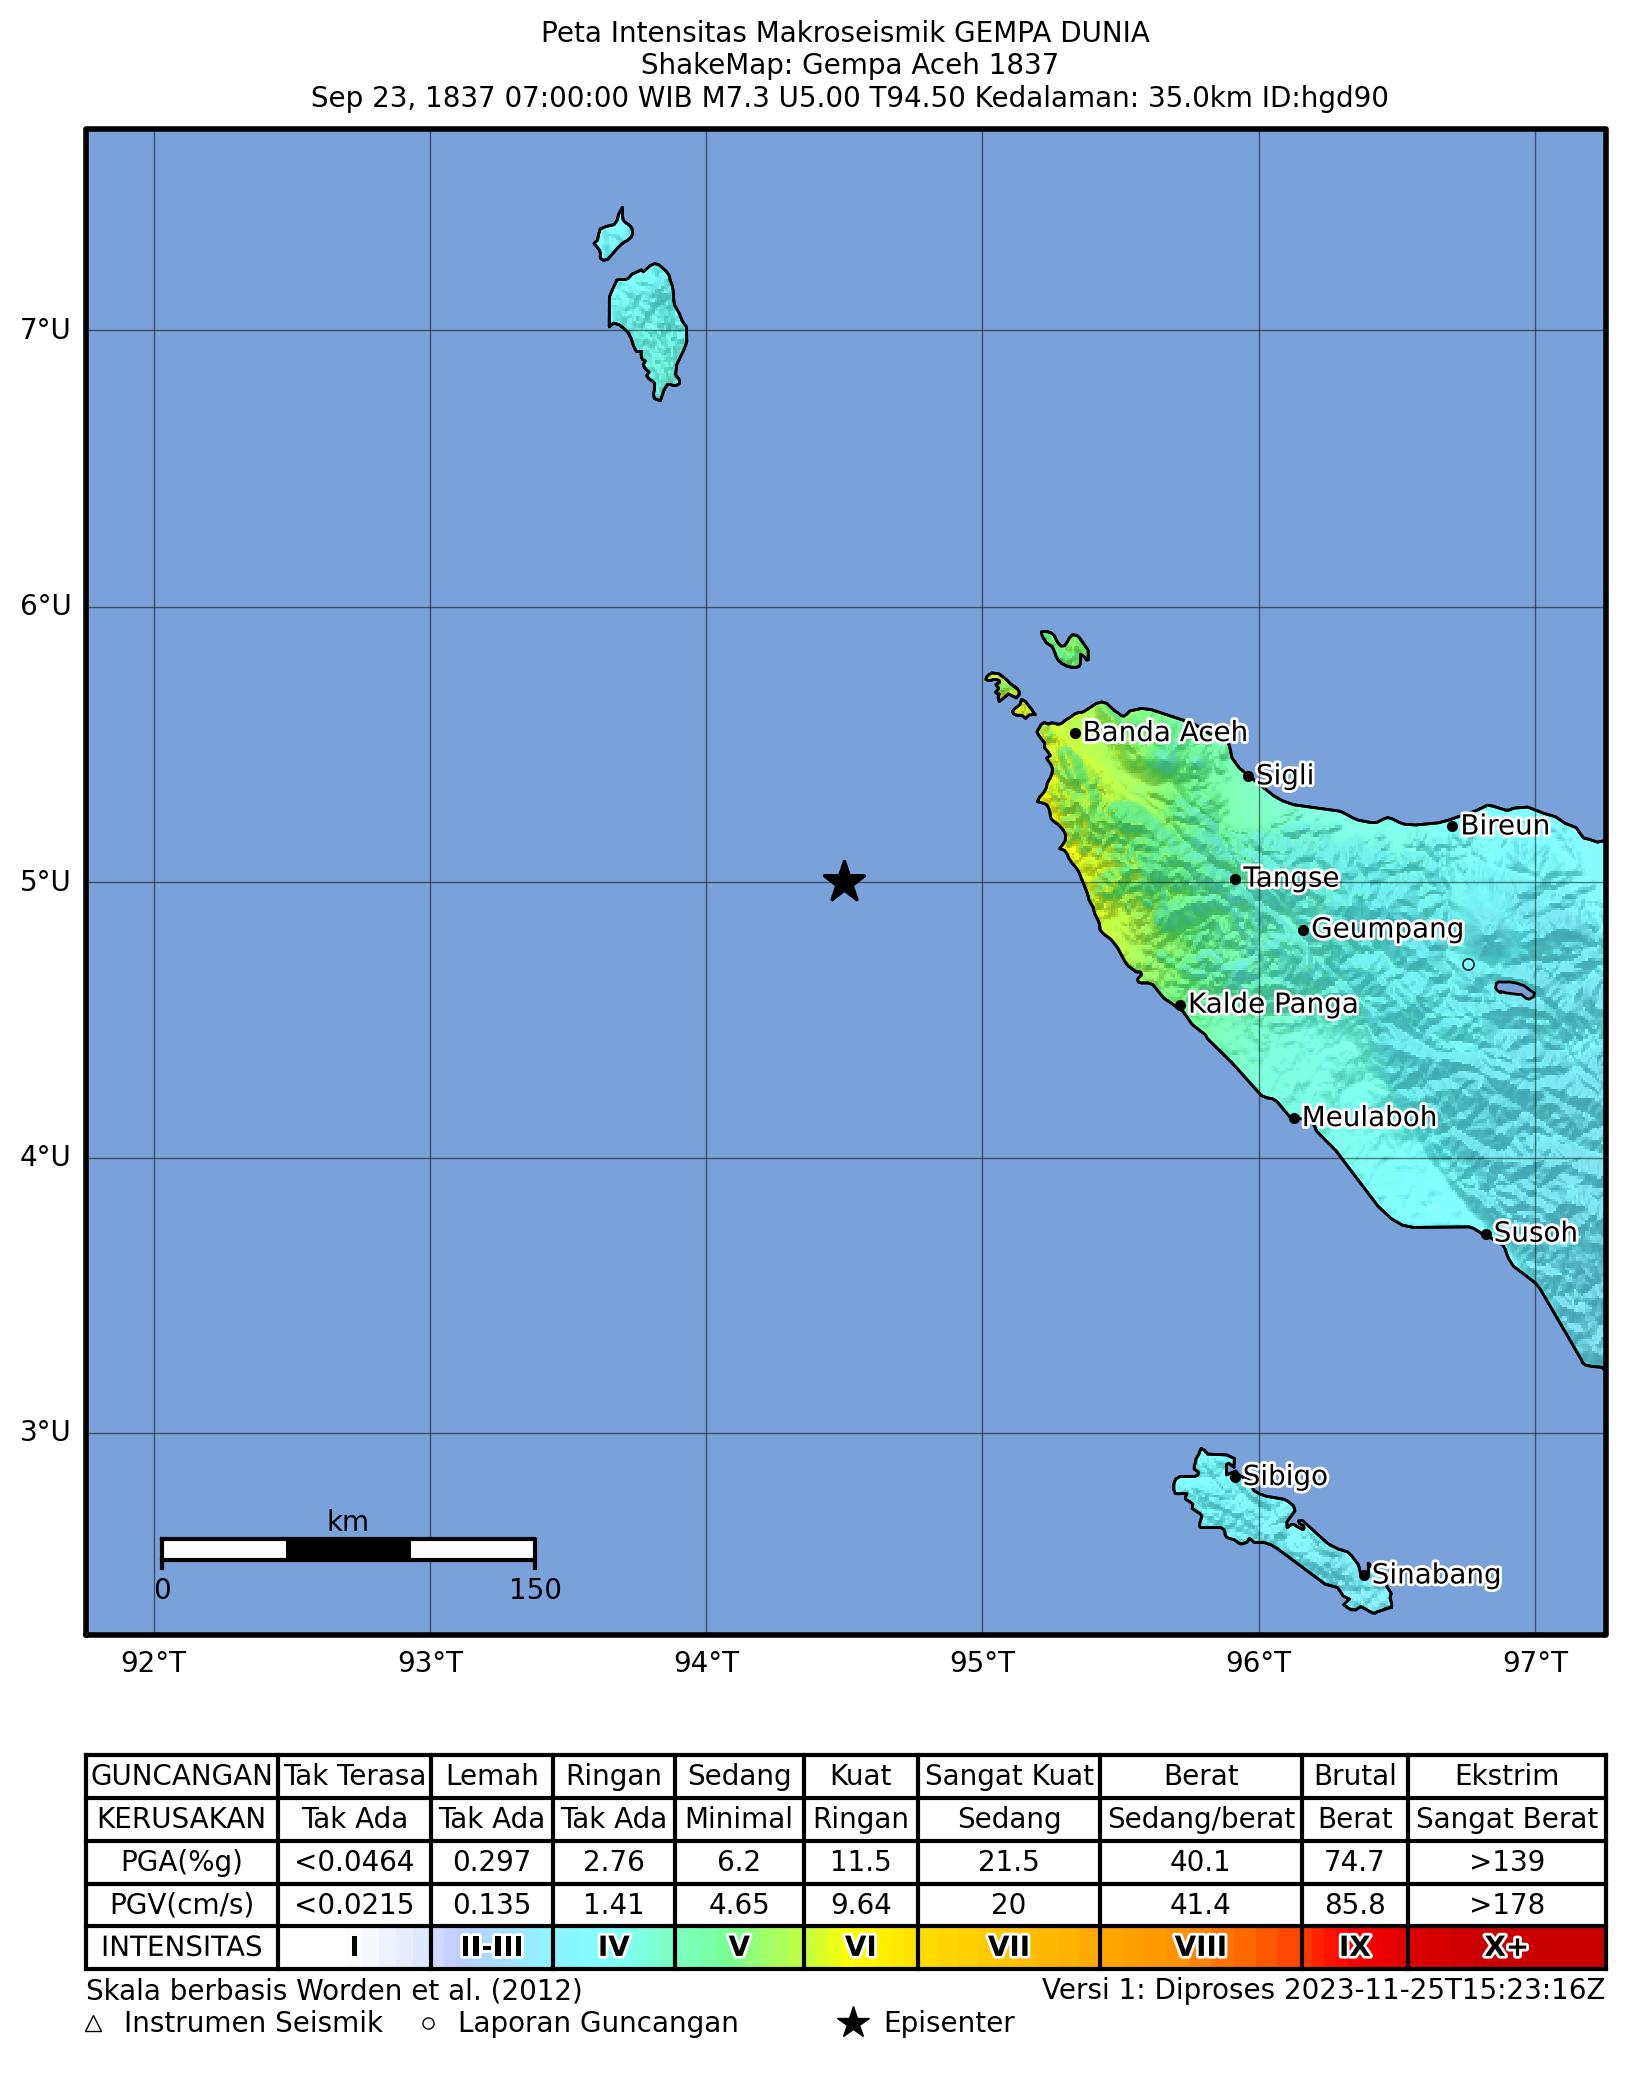 Peta Intensitas Makroseismik GEMPA DUNIA
ShakeMap: Gempa Aceh 1837
Sep 23, 1837 07:00:00 WIB M7.3 U5.00 T94.50 Kedalaman: 35.0km ID:hgd90
7°U
6°U
Banda Aceh
Sigli
Bireun
5°U
Tangse
Geumpang
Kalde Panga
Meulaboh
4°U
Susoh
3°U
Sibigo
km
Sinabang
0 150
92°T 93°T 94°T 95°T 96°T 97°T
GUNCANGAN Tak Terasa Lemah Ringan Sedang Kuat Sangat Kuat Berat Brutal Ekstrim
KERUSAKAN Tak Ada Tak Ada Tak Ada Minimal Ringan Sedang Sedang/berat Berat Sangat Berat
PGA(%g) <0.0464 0.297 2.76 6.2 11.5 21.5 40.1 74.7 >139
PGV(cm/s) <0.0215 0.135 1.41 4.65 9.64 20 41.4 85.8 >178
INTENSITAS I II-III IV V VI VII VIII IX X+
Skala berbasis Worden et al. (2012) Versi 1: Diproses 2023-11-25T15:23:16Z
△ Instrumen Seismik ○ Laporan Guncangan ★ Episenter